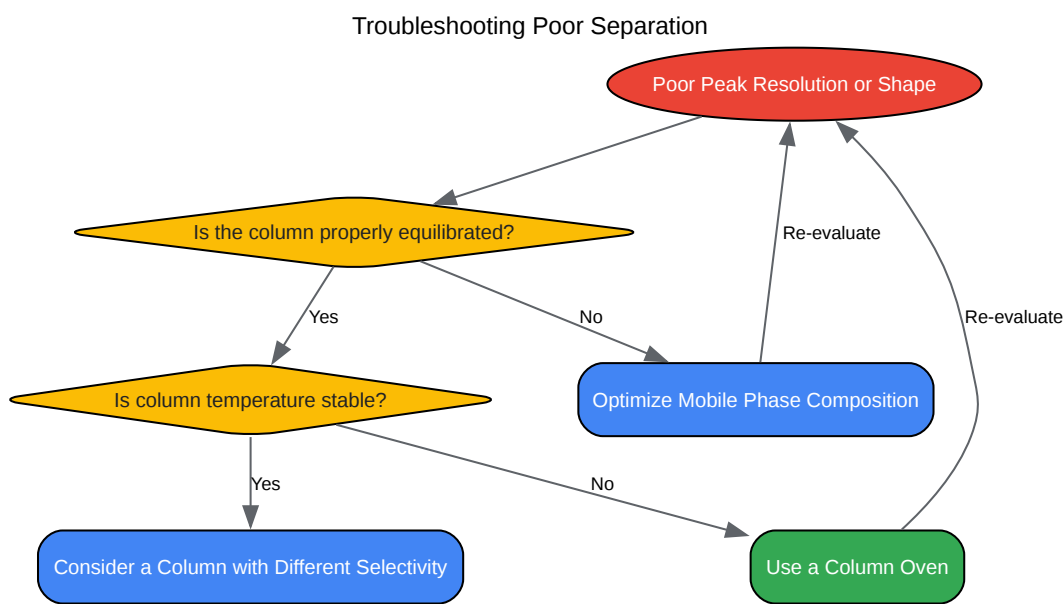 Troubleshooting Poor Separation
Poor Peak Resolution or Shape
Is the column properly equilibrated?
Re-evaluate
Yes
No
Re-evaluate
Is column temperature stable?
Optimize Mobile Phase Composition
Yes
No
Consider a Column with Different Selectivity
Use a Column Oven